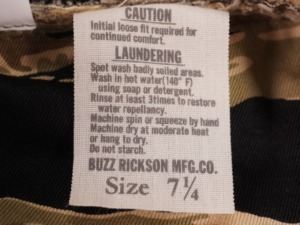 CAUTION
Initial loose fit required for
continued comfort.
LAUNDERING
Spot wash badly soiled areas.
Wash in hot water(140° F)
using soap or detergent.
Rinse at least 3times to restore
water repellancy.
Machine spin or squeeze by hand
Machine dry at moderate heat
or hang to dry.
Do not starch.
BUZZ RICKSON MFG.CO.
Size 7¼